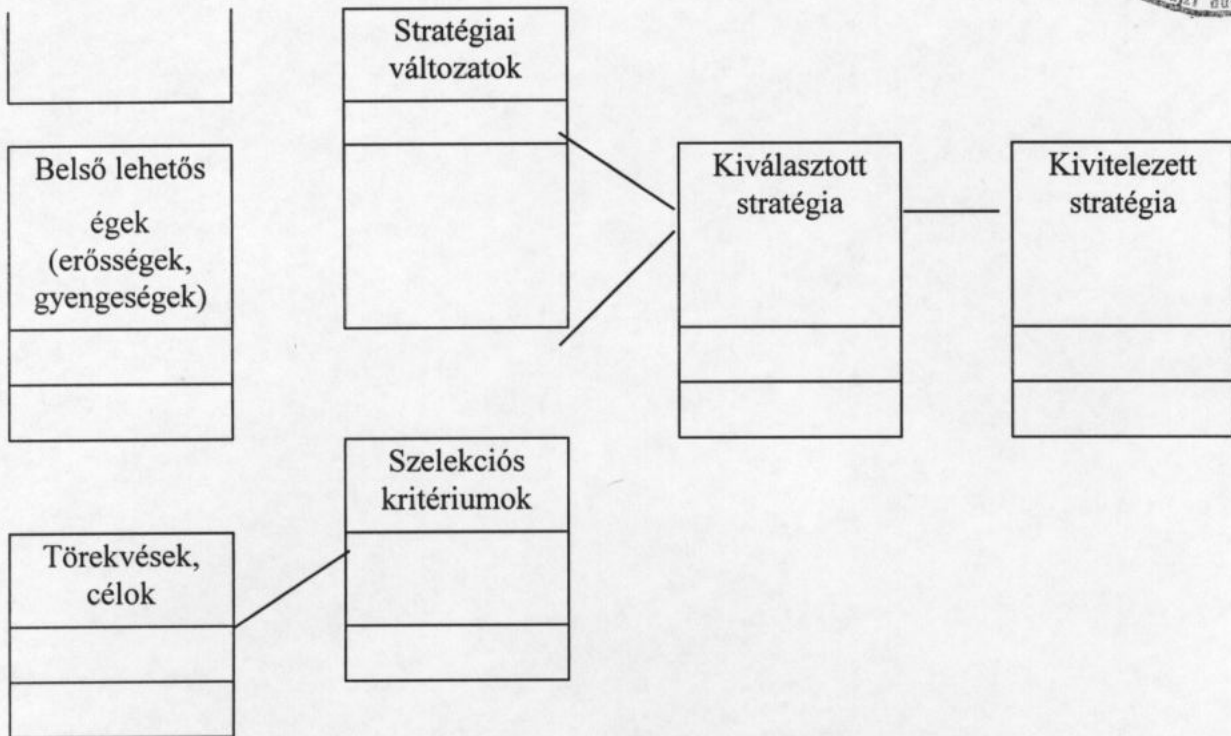 Stratégiai
változatok
Belső lehetős
égek
(erősségek,
gyengeségek)
Kiválasztott
stratégia
Kivitelezett
stratégia
Szelekciós
kritériumok
Törekvések,
célok